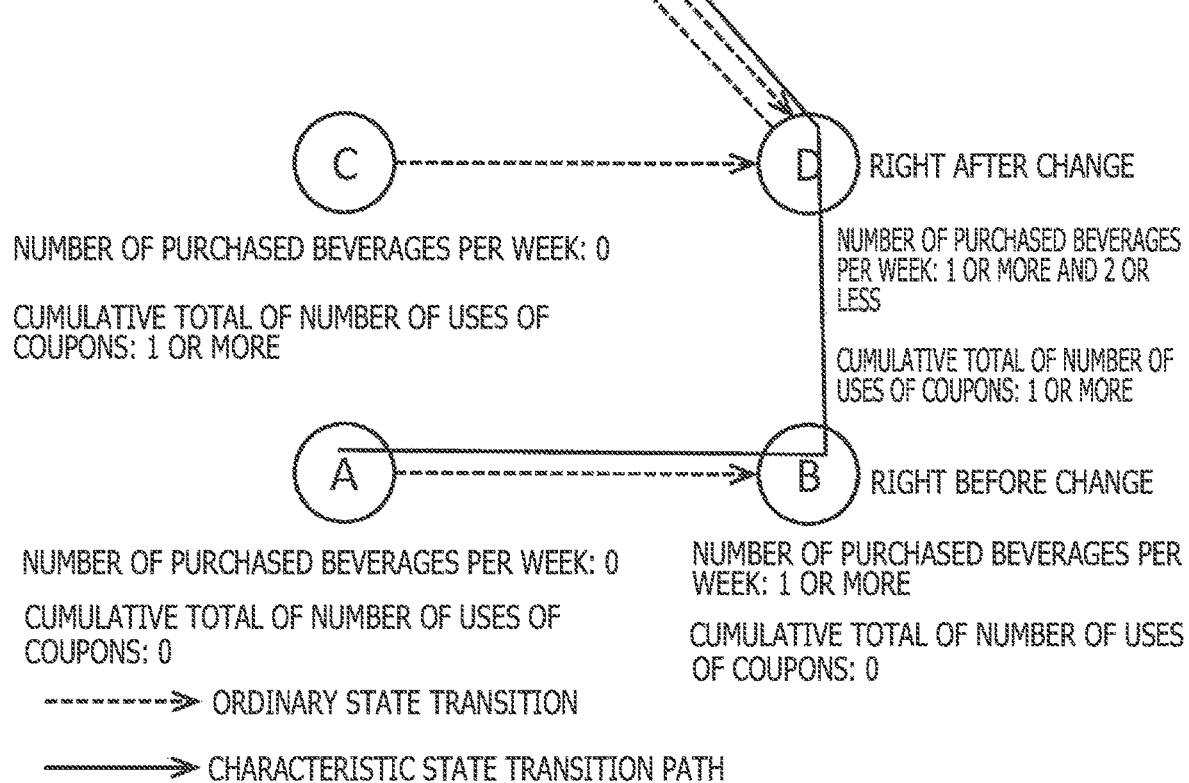 C
D
RIGHT AFTER CHANGE
NUMBER OF PURCHASED BEVERAGES PER WEEK: 0
CUMULATIVE TOTAL OF NUMBER OF USES OF
COUPONS: 1 OR MORE
NUMBER OF PURCHASED BEVERAGES
PER WEEK: 1 OR MORE AND 2 OR
LESS
CUMULATIVE TOTAL OF NUMBER OF
USES OF COUPONS: 1 OR MORE
A
B
RIGHT BEFORE CHANGE
NUMBER OF PURCHASED BEVERAGES PER WEEK: 0
CUMULATIVE TOTAL OF NUMBER OF USES OF
COUPONS: 0
NUMBER OF PURCHASED BEVERAGES PER
WEEK: 1 OR MORE
CUMULATIVE TOTAL OF NUMBER OF USES
OF COUPONS: 0
ORDINARY STATE TRANSITION
CHARACTERISTIC STATE TRANSITION PATH